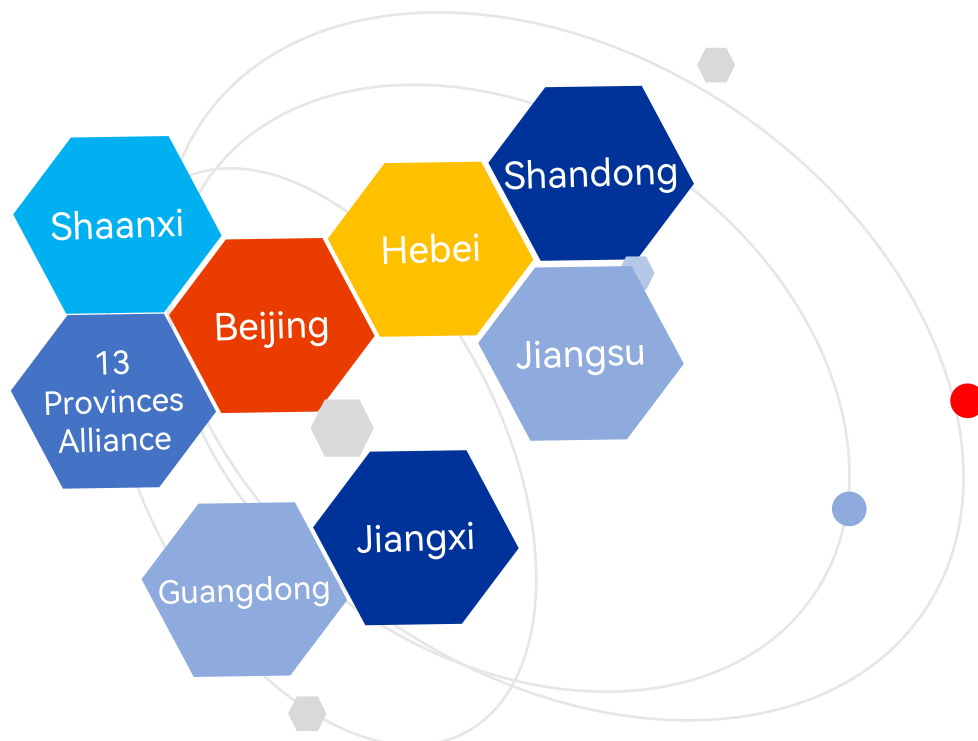 Shandong
Shaanxi
Hebei
Beijing
Jiangsu
13
Provinces
Alliance
Jiangxi
Guangdong